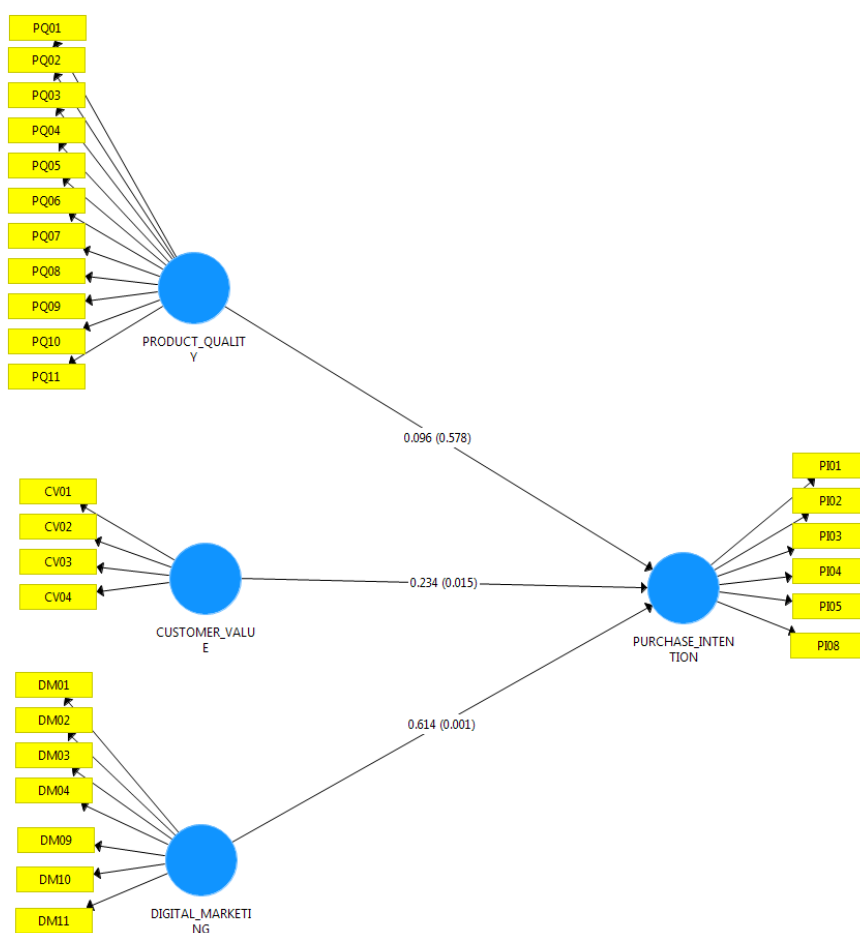 PQ01
PQ02
PQ03
PQ04
PQ05
PQ06
PQ07
PQ08
PQ09
PQ10
PQ11
PRODUCT_QUALIT
Y
0.096 (0.578)
CV01
CV02
CV03
CV04
CUSTOMER_VALU
E
0.234 (0.015)
PI01
PI02
PI03
PI04
PI05
PI08
PURCHASE_INTEN
TION
DM01
DM02
DM03
DM04
DM09
DM10
DM11
0.614 (0.001)
DIGITAL_MARKETI
NG